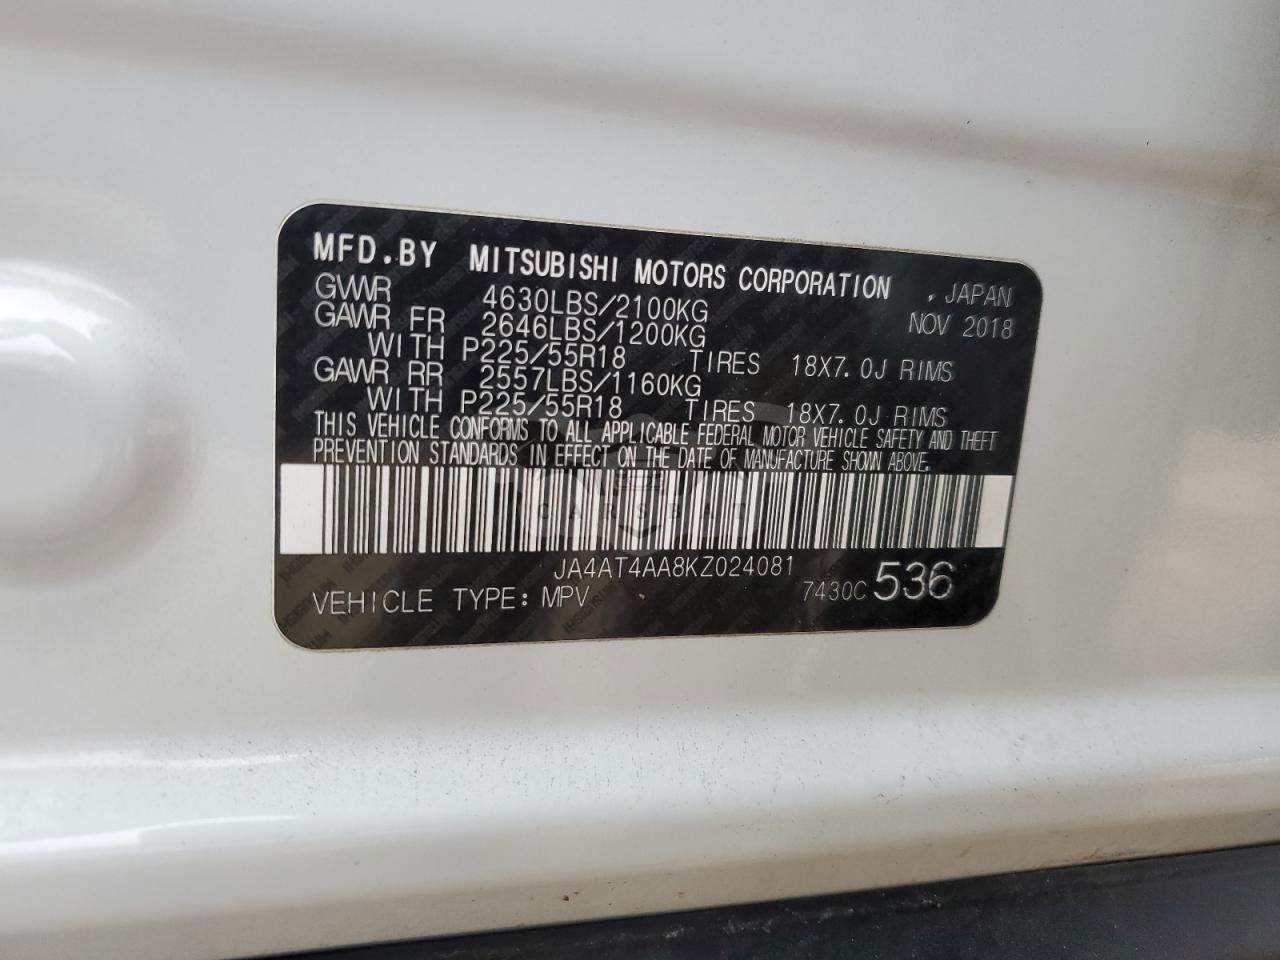 MFD.BY MITSUBISHI MOTORS CORPORATION , JAPAN
GVWR 4630LBS/2100KG NOV 2018
GAWR FR 2646LBS/1200KG
WITH P225/55R18 TIRES 18X7.0J RIMS
GAWR RR 2557LBS/1160KG
WITH P225/55R18 TIRES 18X7.0J RIMS
THIS VEHICLE CONFORMS TO ALL APPLICABLE FEDERAL MOTOR VEHICLE SAFETY AND THEFT
PREVENTION STANDARDS IN EFFECT ON THE DATE OF MANUFACTURE SHOWN ABOVE.
JA4AT4AA8KZ024081
VEHICLE TYPE: MPV 7430C 536